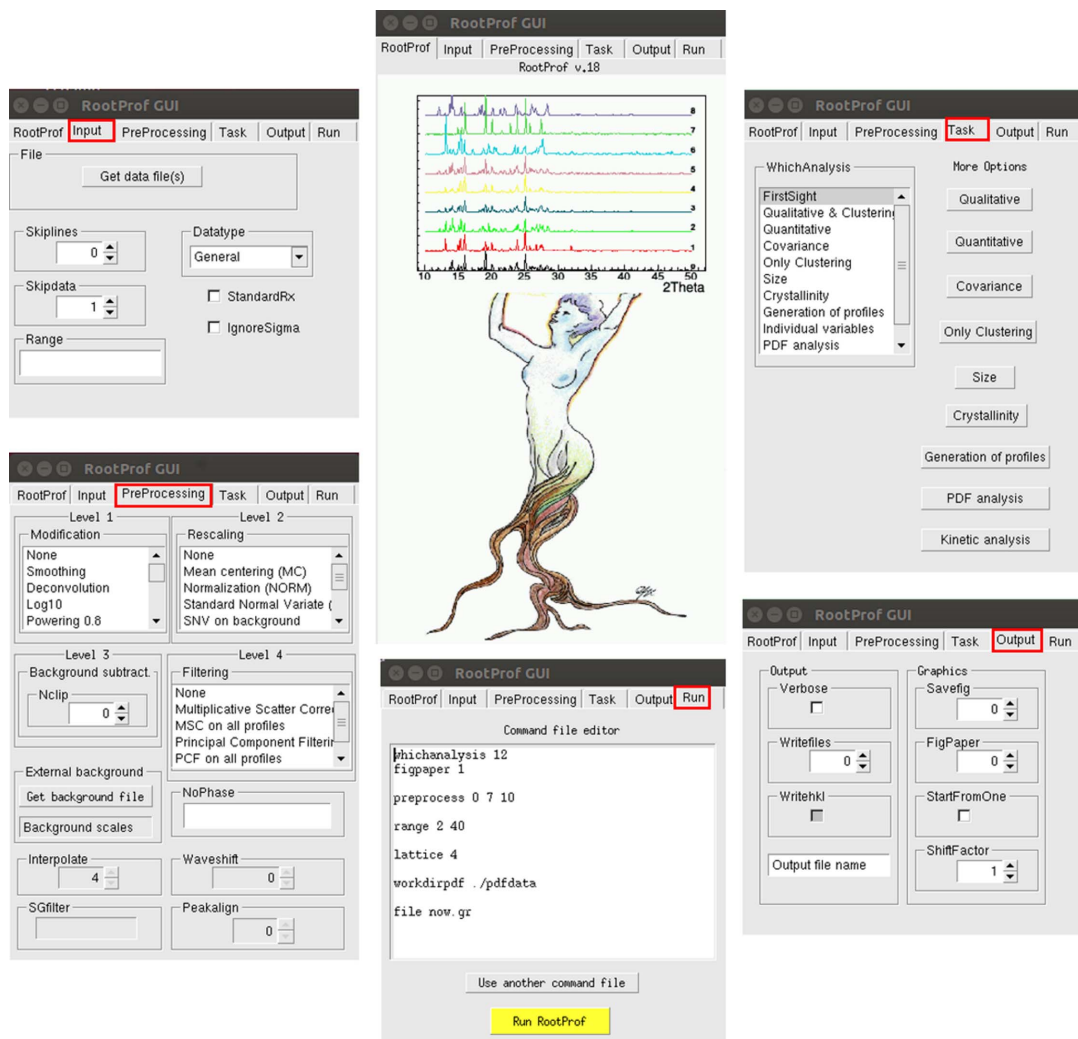 RootProf GUI
RootProf Input PreProcessing Task Output Run
File
Get data file(s)
Skiplines
0
Datatype
General
Skipdata
1
StandardRx
IgnoreSigma
Range
RootProf GUI
RootProf Input PreProcessing Task Output Run
Level 1
Modification
None
Smoothing
Deconvolution
Log10
Powering 0.8
Level 2
Rescaling
None
Mean centering (MC)
Normalization (NORM)
Standard Normal Variate (
SNV on background
Level 3
Background subtract.
Nclip
0
Level 4
Filtering
None
Multiplicative Scatter Correc
MSC on all profiles
Principal Component Filterin
PCF on all profiles
External background
Get background file
Background scales
NoPhase
Interpolate
4
Waveshift
0
SGfilter
Peakalign
0
RootProf GUI
RootProf Input PreProcessing Task Output Run
RootProf v.18
8
7
6
5
4
3
2
1
0
10 15 20 25 30 35 40 45 50
2Theta
RootProf GUI
RootProf Input PreProcessing Task Output Run
Command file editor
whichanalysis 12
figpaper 1
preprocess 0 7 10
range 2 40
lattice 4
workdirpdf ./pdfdata
file now.gr
Use another command file
Run RootProf
RootProf GUI
RootProf Input PreProcessing Task Output Run
WhichAnalysis
FirstSight
Qualitative & Clustering
Quantitative
Covariance
Only Clustering
Size
Crystallinity
Generation of profiles
Individual variables
PDF analysis
More Options
Qualitative
Quantitative
Covariance
Only Clustering
Size
Crystallinity
Generation of profiles
PDF analysis
Kinetic analysis
RootProf GUI
RootProf Input PreProcessing Task Output Run
Output
Verbose
Writefiles
0
Writehkl
Output file name
Graphics
Savefig
0
FigPaper
0
StartFromOne
ShiftFactor
1